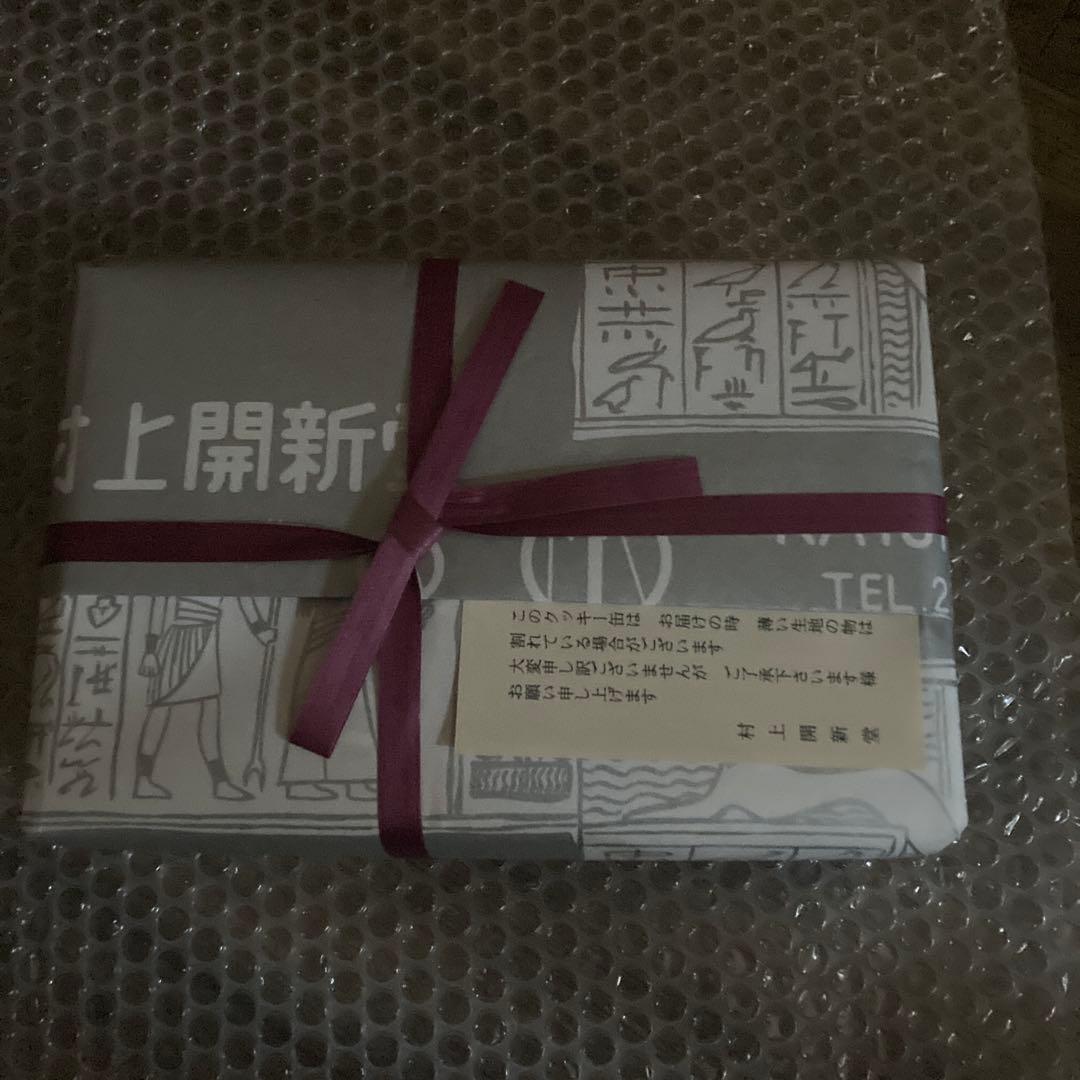 村上開新堂
TEL.2
このクッキー缶は　お届けの時　薄い生地の物は
割れている場合がございます
大変申し訳ございませんが　ご了承下さいます様
お願い申し上げます
村上開新堂